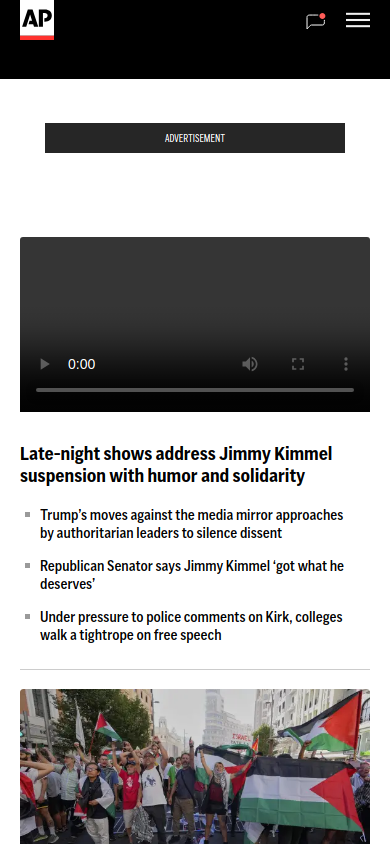 AP
ADVERTISEMENT
0:00
Late-night shows address Jimmy Kimmel
suspension with humor and solidarity
Trump’s moves against the media mirror approaches
by authoritarian leaders to silence dissent
Republican Senator says Jimmy Kimmel ‘got what he
deserves’
Under pressure to police comments on Kirk, colleges
walk a tightrope on free speech